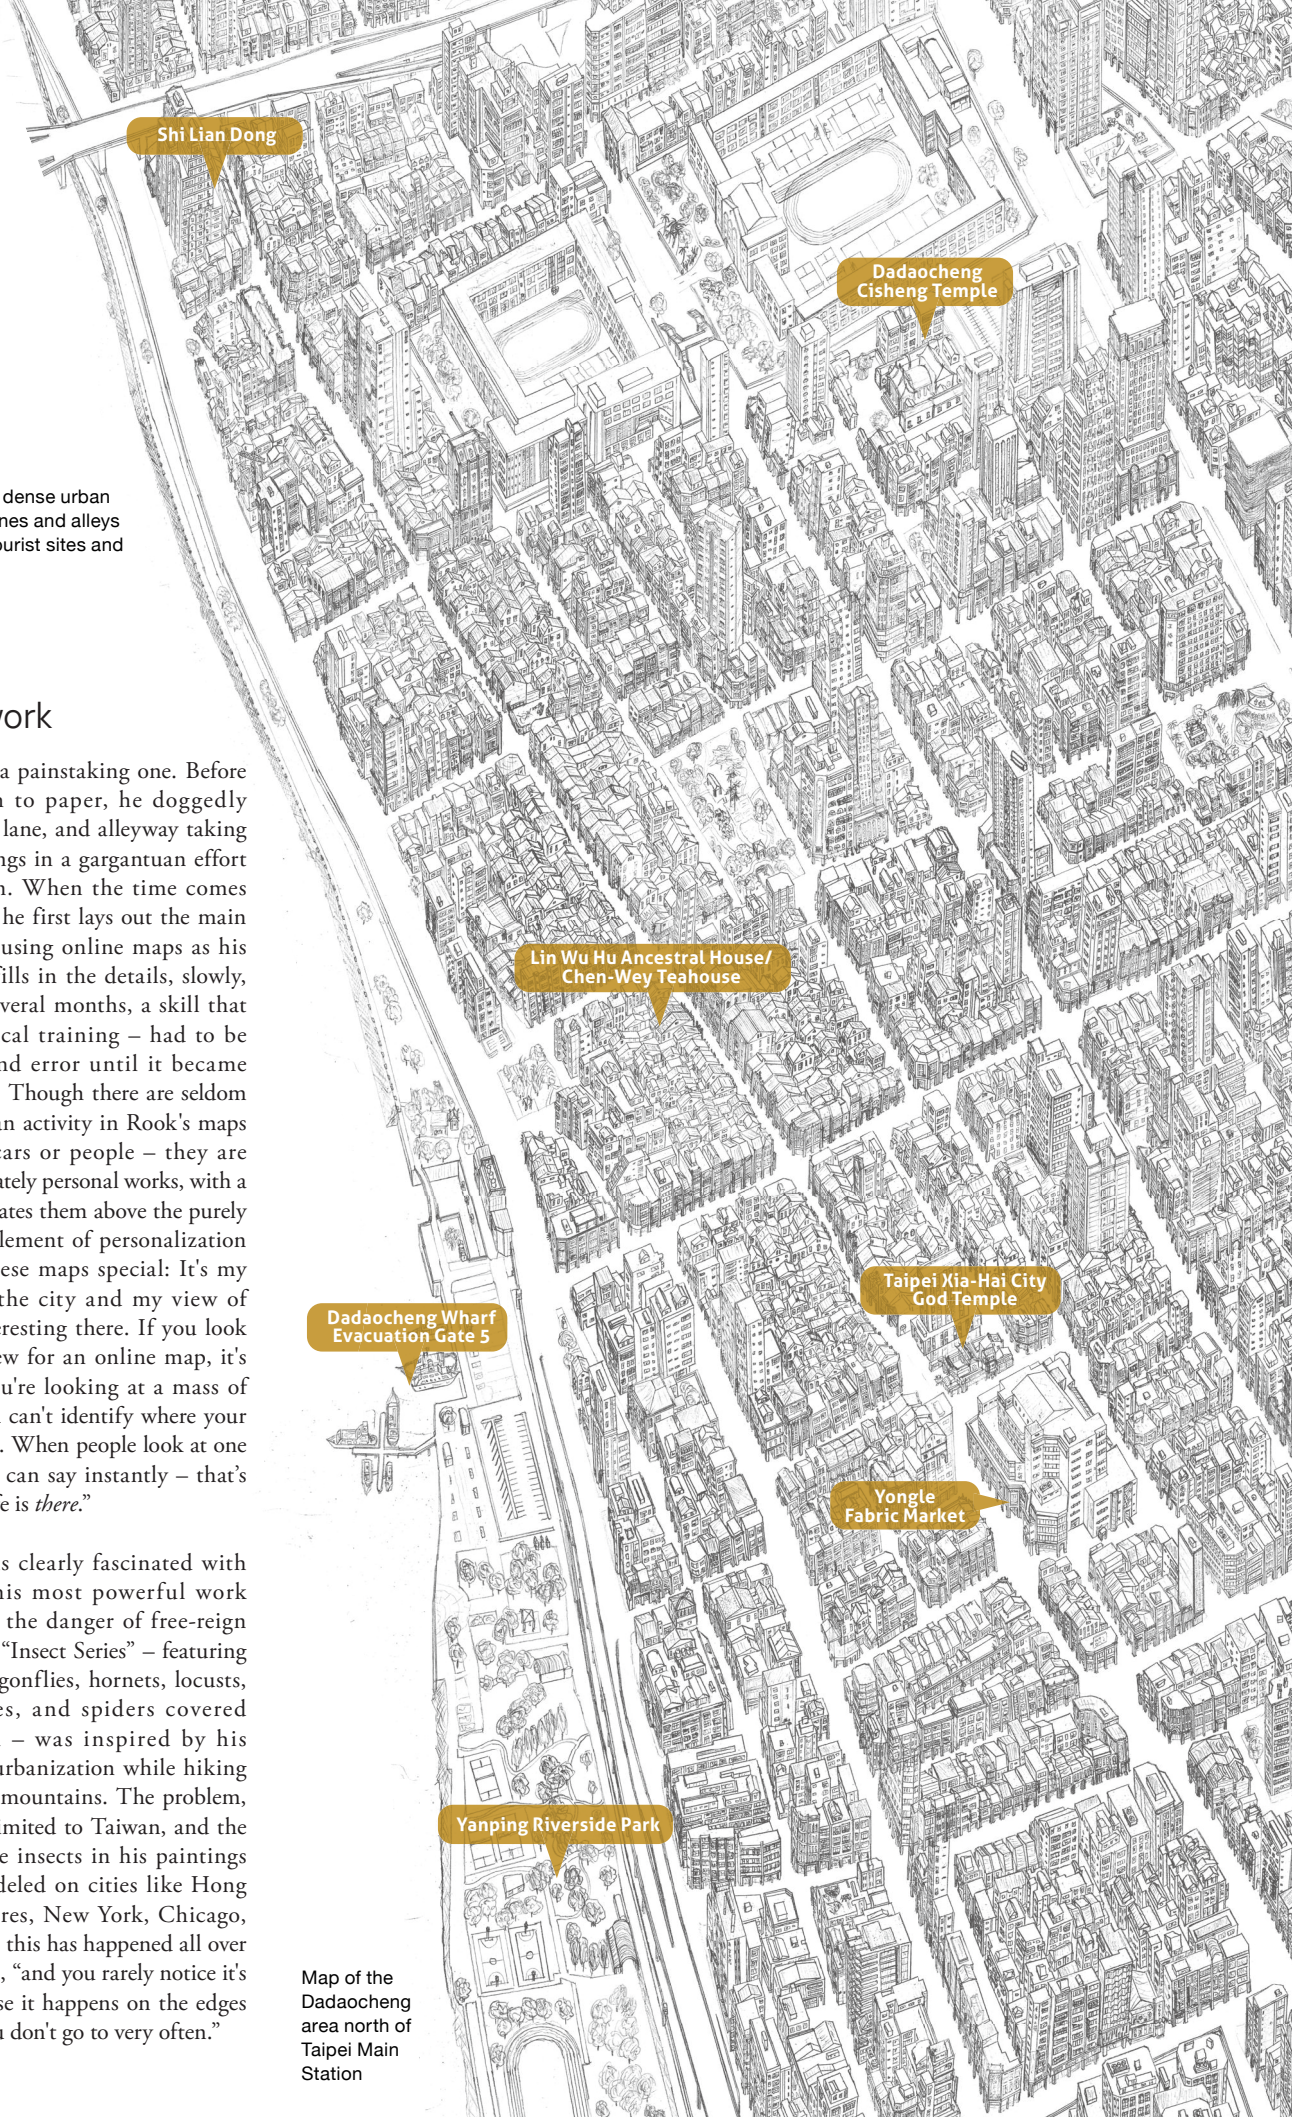 Shi Lian Dong
Dadaocheng
Cisheng Temple
dense urban
nes and alleys
ourist sites and
work
a painstaking one. Before
n to paper, he doggedly
lane, and alleyway taking
ngs in a gargantuan effort
n. When the time comes
he first lays out the main
using online maps as his
fills in the details, slowly,
veral months, a skill that
cal training – had to be
nd error until it became
Though there are seldom
an activity in Rook's maps
cars or people – they are
ately personal works, with a
ates them above the purely
lement of personalization
ese maps special: It's my
the city and my view of
eresting there. If you look
ew for an online map, it's
u're looking at a mass of
n can't identify where your
. When people look at one
can say instantly – that’s
fe is there.”
s clearly fascinated with
his most powerful work
the danger of free-reign
“Insect Series” – featuring
gonflies, hornets, locusts,
es, and spiders covered
– was inspired by his
urbanization while hiking
mountains. The problem,
imited to Taiwan, and the
e insects in his paintings
deled on cities like Hong
res, New York, Chicago,
this has happened all over
, “and you rarely notice it's
se it happens on the edges
u don't go to very often.”
Lin Wu Hu Ancestral House/
Chen-Wey Teahouse
Taipei Xia-Hai City
God Temple
Dadaocheng Wharf
Evacuation Gate 5
Yongle
Fabric Market
Yanping Riverside Park
Map of the
Dadaocheng
area north of
Taipei Main
Station